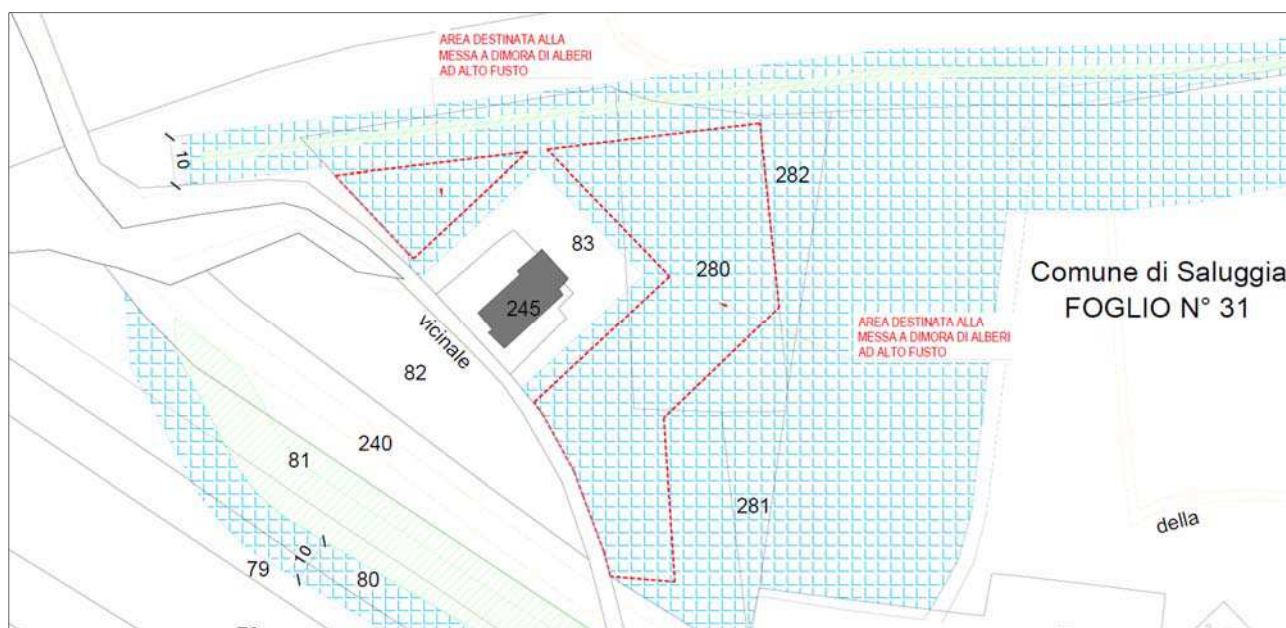 AREA DESTINATA ALLA
MESSA A DIMORA DI ALBERI
AD ALTO FUSTO
10
282
83
280
Comune di Saluggia
FOGLIO N° 31
245
vicinale
AREA DESTINATA ALLA
MESSA A DIMORA DI ALBERI
AD ALTO FUSTO
82
240
81
281
della
10
79
80